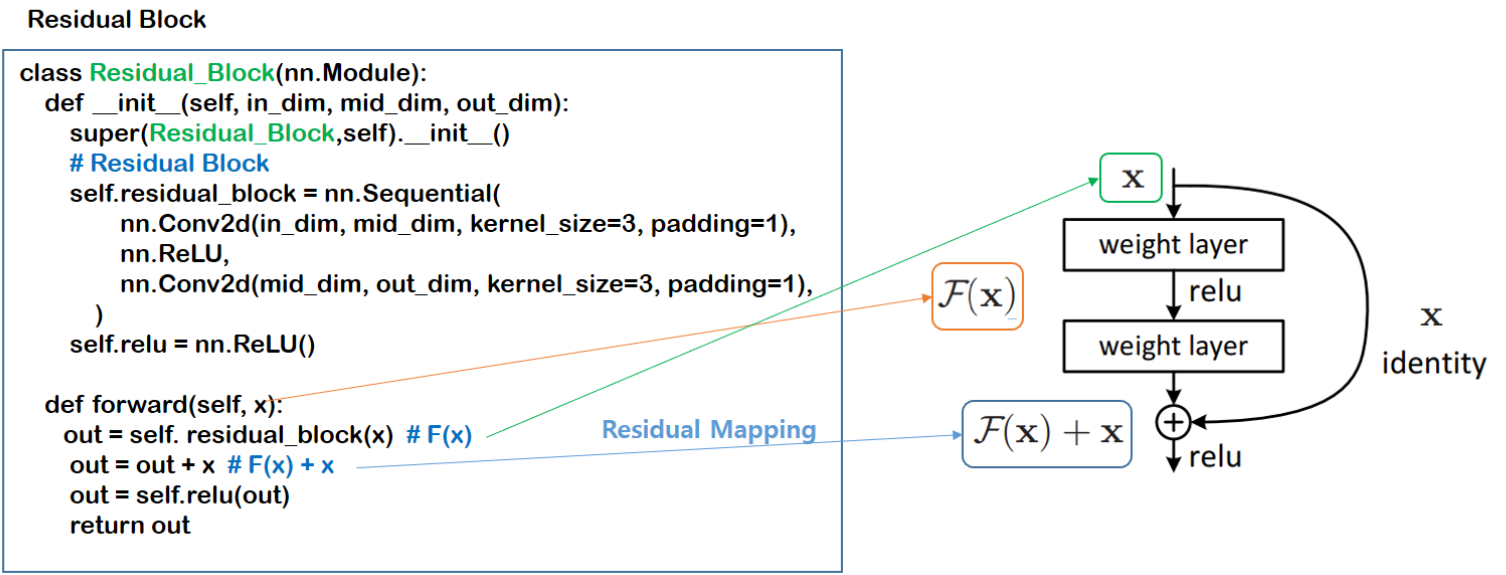 Residual Block
class Residual_Block(nn.Module):
def __init__(self, in_dim, mid_dim, out_dim):
super(Residual_Block,self).__init__()
# Residual Block
self.residual_block = nn.Sequential(
nn.Conv2d(in_dim, mid_dim, kernel_size=3, padding=1),
nn.ReLU,
nn.Conv2d(mid_dim, out_dim, kernel_size=3, padding=1),
)
self.relu = nn.ReLU()
def forward(self, x):
out = self. residual_block(x) # F(x)
out = out + x # F(x) + x
out = self.relu(out)
return out
Residual Mapping
x
weight layer
F(x)
relu
x
identity
weight layer
F(x) + x
relu